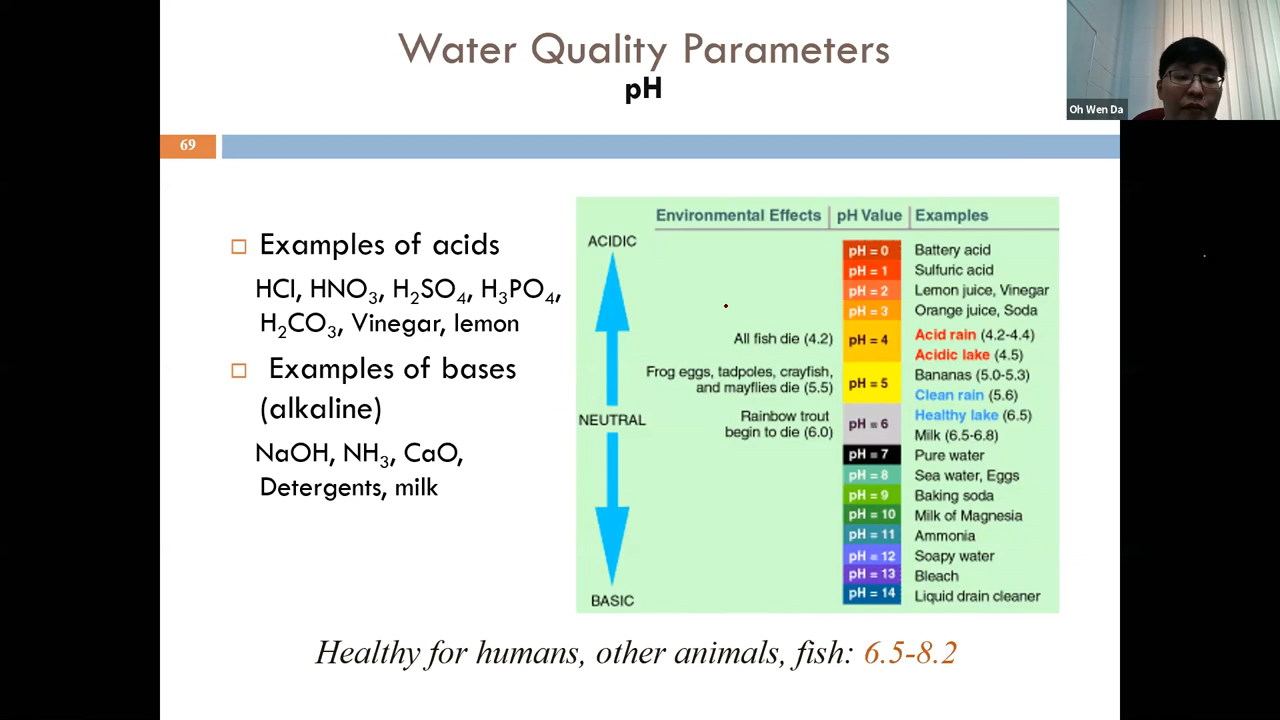 Water Quality Parameters
pH
Oh Wen Da
69
Examples of acids
HCl, HNO₃, H₂SO₄, H₃PO₄,
H₂CO₃, Vinegar, lemon
Examples of bases
(alkaline)
NaOH, NH₃, CaO,
Detergents, milk
Environmental Effects pH Value Examples
ACIDIC
pH = 0 Battery acid
pH = 1 Sulfuric acid
pH = 2 Lemon juice, Vinegar
pH = 3 Orange juice, Soda
All fish die (4.2) pH = 4 Acid rain (4.2-4.4)
Acidic lake (4.5)
Frog eggs, tadpoles, crayfish,
and mayflies die (5.5) pH = 5 Bananas (5.0-5.3)
Clean rain (5.6)
NEUTRAL
Rainbow trout
begin to die (6.0) pH = 6 Healthy lake (6.5)
Milk (6.5-6.8)
pH = 7 Pure water
pH = 8 Sea water, Eggs
pH = 9 Baking soda
pH = 10 Milk of Magnesia
pH = 11 Ammonia
pH = 12 Soapy water
pH = 13 Bleach
pH = 14 Liquid drain cleaner
BASIC
Healthy for humans, other animals, fish: 6.5-8.2